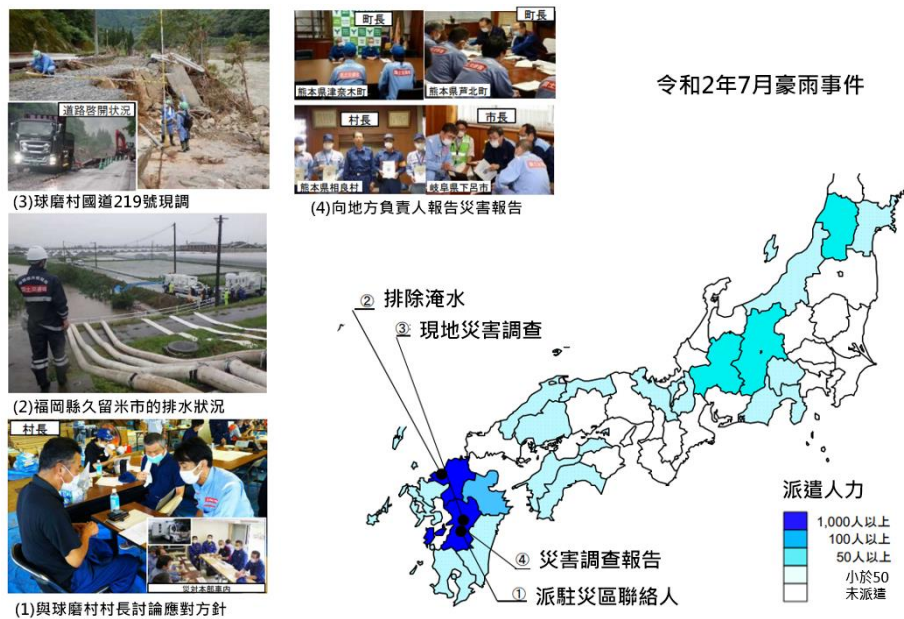 令和2年7月豪雨事件
道路啓開状況
(3)球磨村國道219號現調
町長
熊本県津奈木町
町長
熊本県芦北町
村長
熊本県相良村
市長
岐阜県下呂市
(4)向地方負責人報告災害報告
(2)福岡縣久留米市的排水狀況
村長
災対本部車内
(1)與球磨村村長討論應對方針
② 排除淹水
③ 現地災害調查
④ 災害調查報告
① 派駐災區聯絡人
派遣人力
1,000人以上
100人以上
50人以上
小於50
未派遣